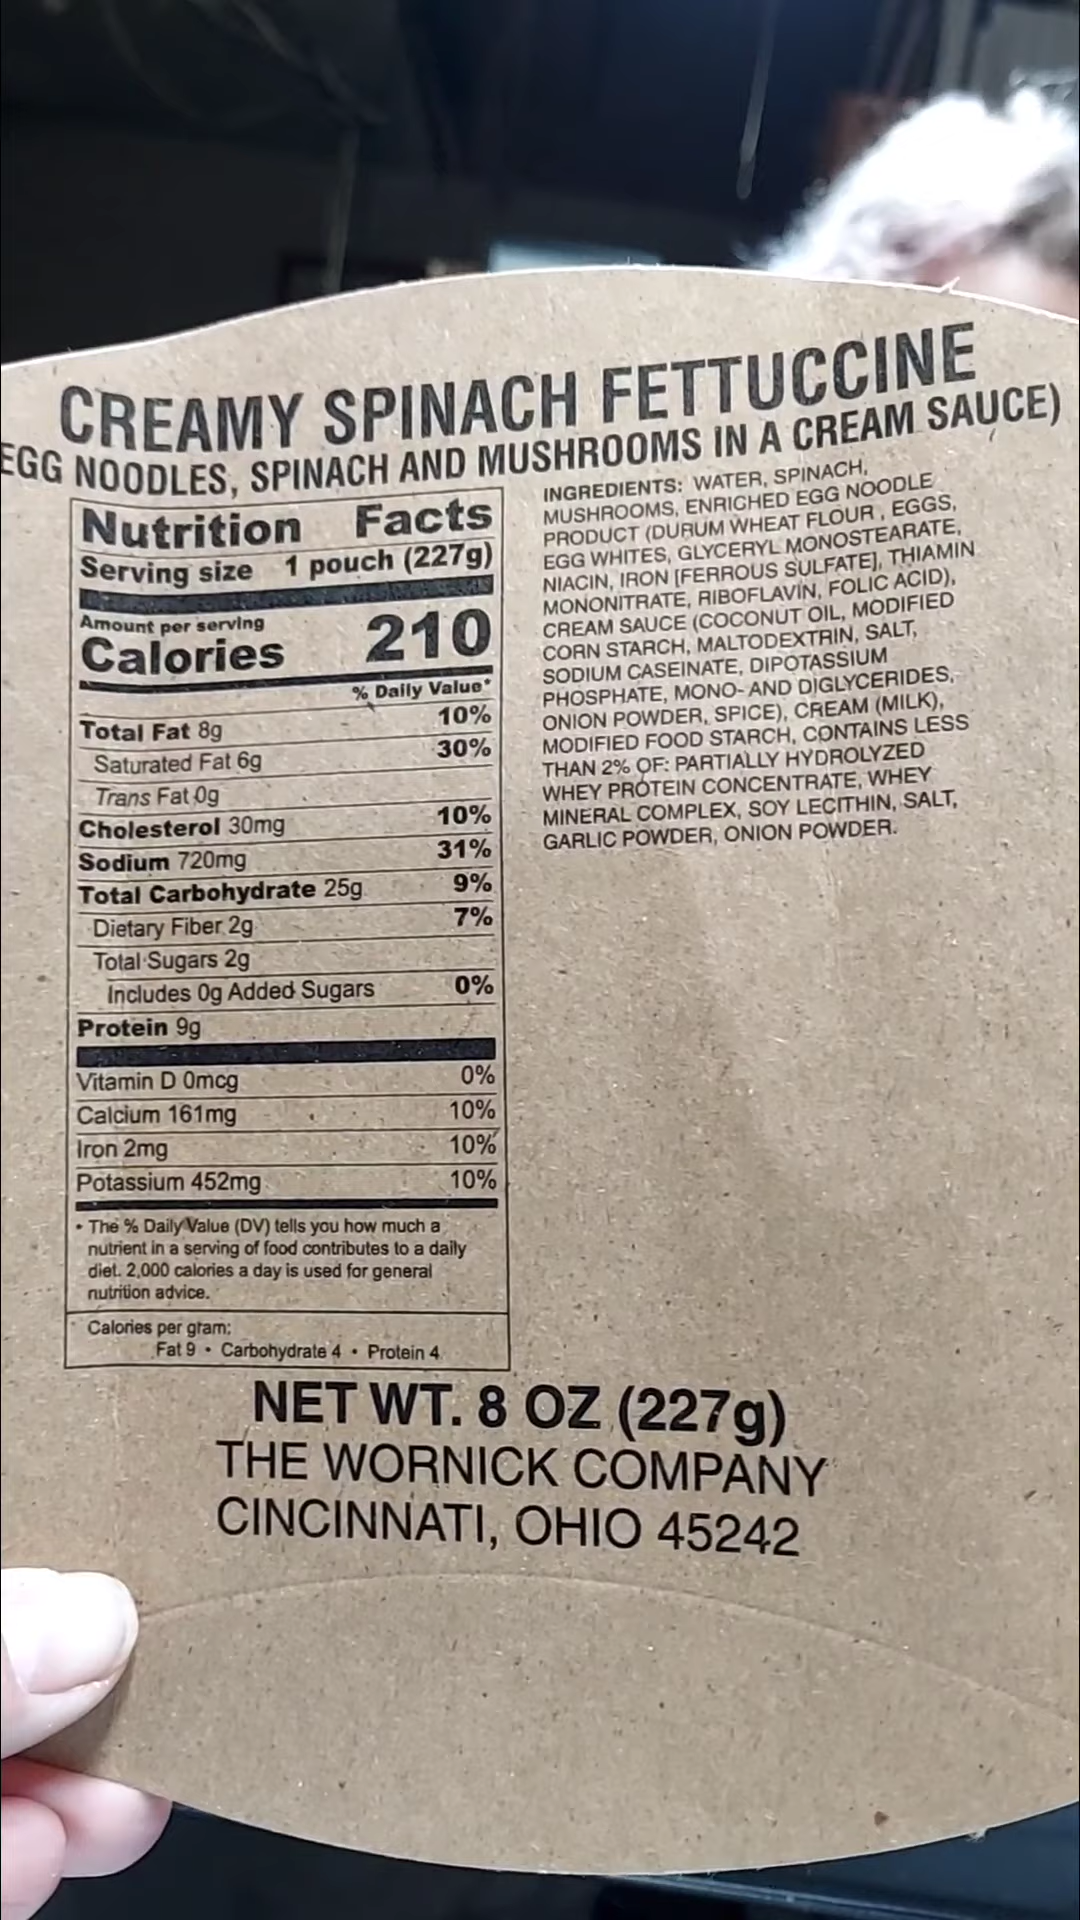 CREAMY SPINACH FETTUCCINE
EGG NOODLES, SPINACH AND MUSHROOMS IN A CREAM SAUCE)
Nutrition Facts
Serving size 1 pouch (227g)
Amount per serving
Calories 210
% Daily Value*
Total Fat 8g 10%
Saturated Fat 6g 30%
Trans Fat 0g
Cholesterol 30mg 10%
Sodium 720mg 31%
Total Carbohydrate 25g 9%
Dietary Fiber 2g 7%
Total Sugars 2g
Includes 0g Added Sugars 0%
Protein 9g
Vitamin D 0mcg 0%
Calcium 161mg 10%
Iron 2mg 10%
Potassium 452mg 10%
* The % Daily Value (DV) tells you how much a
nutrient in a serving of food contributes to a daily
diet. 2,000 calories a day is used for general
nutrition advice.
Calories per gram:
Fat 9 • Carbohydrate 4 • Protein 4
INGREDIENTS: WATER, SPINACH,
MUSHROOMS, ENRICHED EGG NOODLE
PRODUCT (DURUM WHEAT FLOUR, EGGS,
EGG WHITES, GLYCERYL MONOSTEARATE,
NIACIN, IRON [FERROUS SULFATE], THIAMIN
MONONITRATE, RIBOFLAVIN, FOLIC ACID),
CREAM SAUCE (COCONUT OIL, MODIFIED
CORN STARCH, MALTODEXTRIN, SALT,
SODIUM CASEINATE, DIPOTASSIUM
PHOSPHATE, MONO- AND DIGLYCERIDES,
ONION POWDER, SPICE), CREAM (MILK),
MODIFIED FOOD STARCH, CONTAINS LESS
THAN 2% OF: PARTIALLY HYDROLYZED
WHEY PROTEIN CONCENTRATE, WHEY
MINERAL COMPLEX, SOY LECITHIN, SALT,
GARLIC POWDER, ONION POWDER.
NET WT. 8 OZ (227g)
THE WORNICK COMPANY
CINCINNATI, OHIO 45242